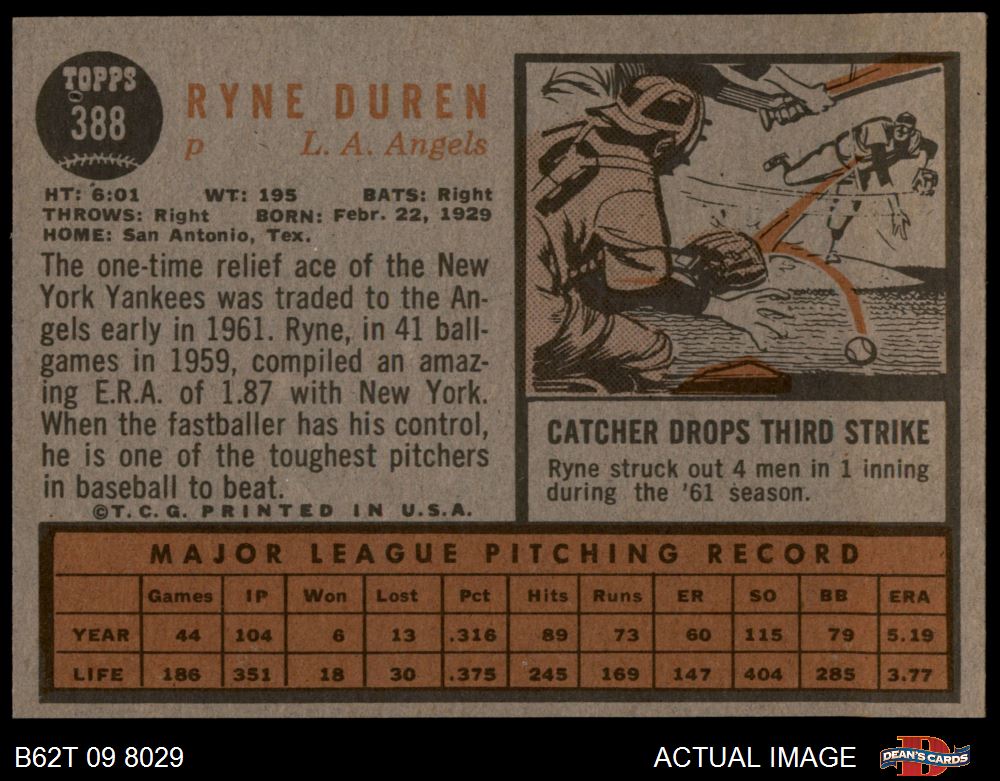 TOPPS
388
RYNE DUREN
p L. A. Angels
HT: 6:01 WT: 195 BATS: Right
THROWS: Right BORN: Febr. 22, 1929
HOME: San Antonio, Tex.
The one-time relief ace of the New
York Yankees was traded to the An-
gels early in 1961. Ryne, in 41 ball-
games in 1959, compiled an amaz-
ing E.R.A. of 1.87 with New York.
When the fastballer has his control,
he is one of the toughest pitchers
in baseball to beat.
©T.C.G. PRINTED IN U.S.A.
CATCHER DROPS THIRD STRIKE
Ryne struck out 4 men in 1 inning
during the '61 season.
MAJOR LEAGUE PITCHING RECORD
Games IP Won Lost Pct Hits Runs ER SO BB ERA
YEAR 44 104 6 13 .316 89 73 60 115 79 5.19
LIFE 186 351 18 30 .375 245 169 147 404 285 3.77
B62T 09 8029 ACTUAL IMAGE DEAN'S CARDS